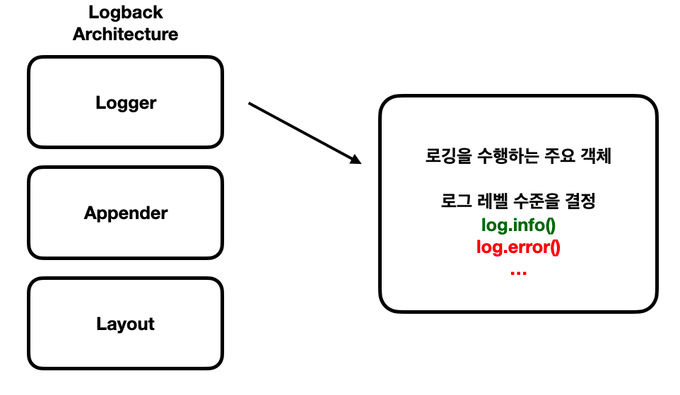 Logback
Architecture
Logger
Appender
Layout
로깅을 수행하는 주요 객체
로그 레벨 수준을 결정
log.info()
log.error()
...